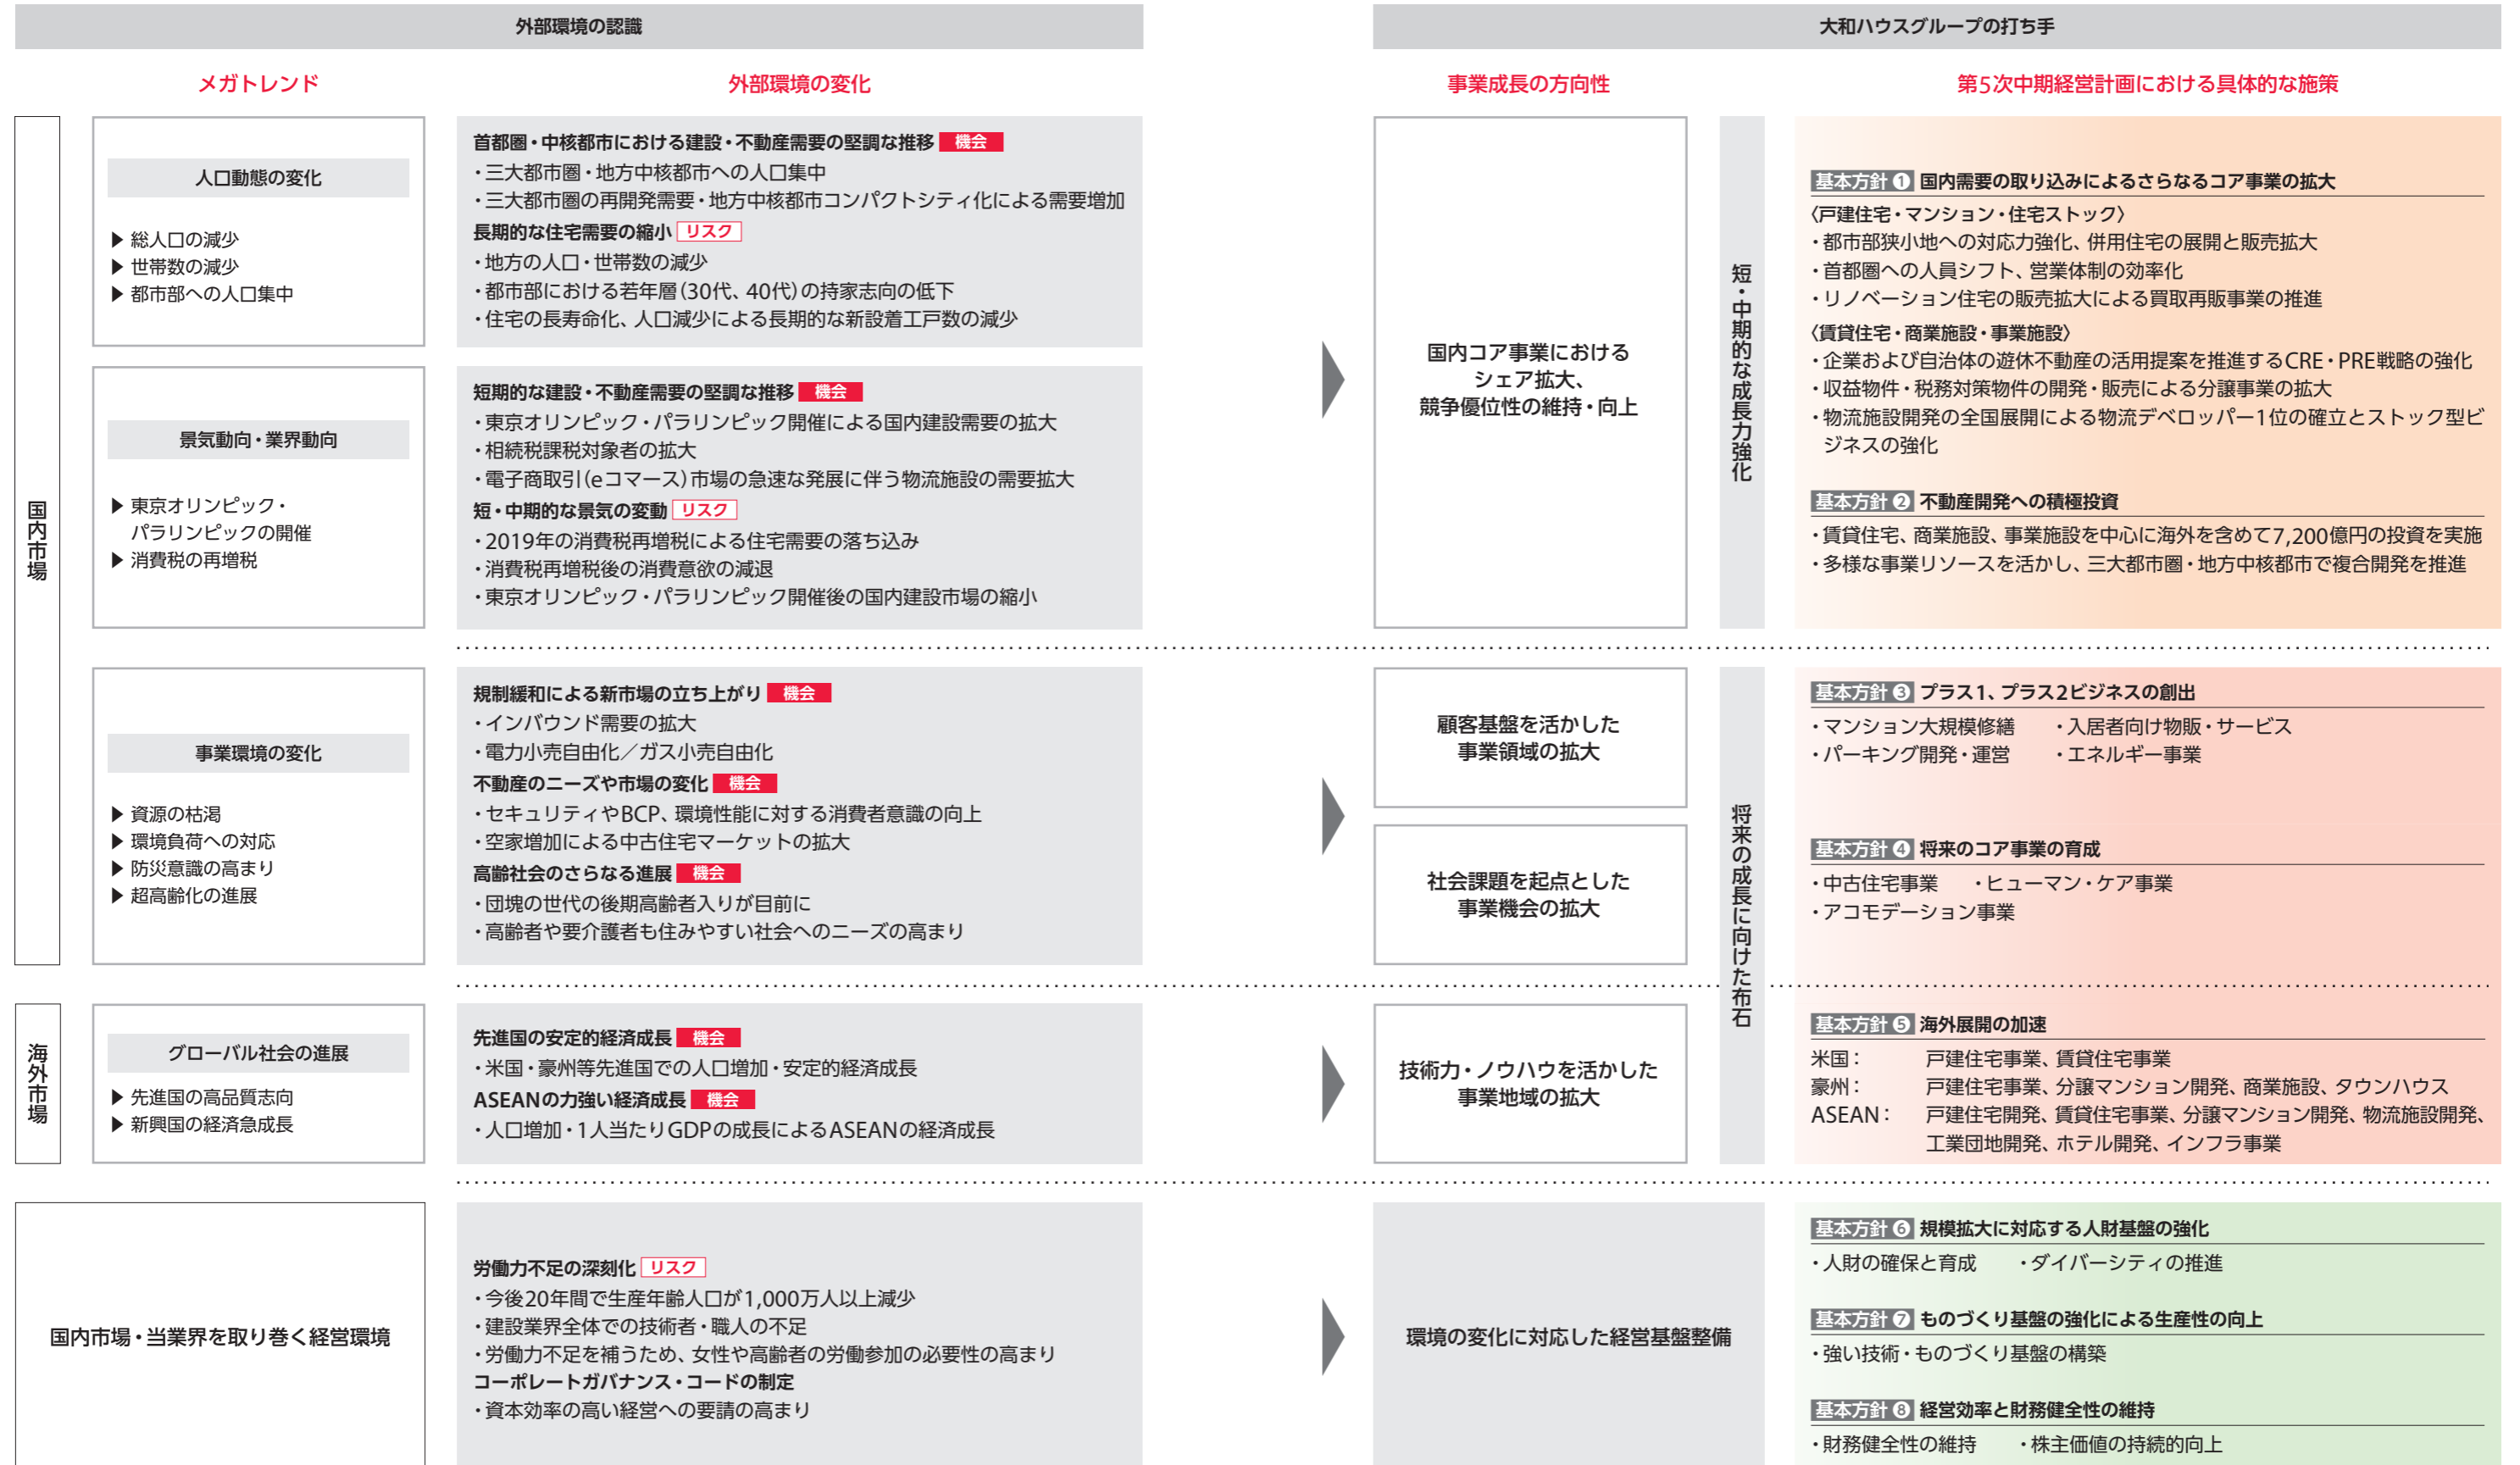 外部環境の認識
大和ハウスグループの打ち手
メガトレンド
外部環境の変化
事業成長の方向性
第5次中期経営計画における具体的な施策
国内市場
人口動態の変化
▶ 総人口の減少
▶ 世帯数の減少
▶ 都市部への人口集中
首都圏・中核都市における建設・不動産需要の堅調な推移 機会
・三大都市圏・地方中核都市への人口集中
・三大都市圏の再開発需要・地方中核都市コンパクトシティ化による需要増加
長期的な住宅需要の縮小 リスク
・地方の人口・世帯数の減少
・都市部における若年層(30代、40代)の持家志向の低下
・住宅の長寿命化、人口減少による長期的な新設着工戸数の減少
景気動向・業界動向
▶ 東京オリンピック・
パラリンピックの開催
▶ 消費税の再増税
短期的な建設・不動産需要の堅調な推移 機会
・東京オリンピック・パラリンピック開催による国内建設需要の拡大
・相続税課税対象者の拡大
・電子商取引(eコマース)市場の急速な発展に伴う物流施設の需要拡大
短・中期的な景気の変動 リスク
・2019年の消費税再増税による住宅需要の落ち込み
・消費税再増税後の消費意欲の減退
・東京オリンピック・パラリンピック開催後の国内建設市場の縮小
国内コア事業における
シェア拡大、
競争優位性の維持・向上
短・中期的な成長力強化
基本方針 ❶ 国内需要の取り込みによるさらなるコア事業の拡大
〈戸建住宅・マンション・住宅ストック〉
・都市部狭小地への対応力強化、併用住宅の展開と販売拡大
・首都圏への人員シフト、営業体制の効率化
・リノベーション住宅の販売拡大による買取再販事業の推進
〈賃貸住宅・商業施設・事業施設〉
・企業および自治体の遊休不動産の活用提案を推進するCRE・PRE戦略の強化
・収益物件・税務対策物件の開発・販売による分譲事業の拡大
・物流施設開発の全国展開による物流デベロッパー1位の確立とストック型ビ
ジネスの強化
基本方針 ❷ 不動産開発への積極投資
・賃貸住宅、商業施設、事業施設を中心に海外を含めて7,200億円の投資を実施
・多様な事業リソースを活かし、三大都市圏・地方中核都市で複合開発を推進
事業環境の変化
▶ 資源の枯渇
▶ 環境負荷への対応
▶ 防災意識の高まり
▶ 超高齢化の進展
規制緩和による新市場の立ち上がり 機会
・インバウンド需要の拡大
・電力小売自由化／ガス小売自由化
不動産のニーズや市場の変化 機会
・セキュリティやBCP、環境性能に対する消費者意識の向上
・空家増加による中古住宅マーケットの拡大
高齢社会のさらなる進展 機会
・団塊の世代の後期高齢者入りが目前に
・高齢者や要介護者も住みやすい社会へのニーズの高まり
顧客基盤を活かした
事業領域の拡大
社会課題を起点とした
事業機会の拡大
将来の成長に向けた布石
基本方針 ❸ プラス1、プラス2ビジネスの創出
・マンション大規模修繕 ・入居者向け物販・サービス
・パーキング開発・運営 ・エネルギー事業
基本方針 ❹ 将来のコア事業の育成
・中古住宅事業 ・ヒューマン・ケア事業
・アコモデーション事業
海外市場
グローバル社会の進展
▶ 先進国の高品質志向
▶ 新興国の経済急成長
先進国の安定的経済成長 機会
・米国・豪州等先進国での人口増加・安定的経済成長
ASEANの力強い経済成長 機会
・人口増加・1人当たりGDPの成長によるASEANの経済成長
技術力・ノウハウを活かした
事業地域の拡大
基本方針 ❺ 海外展開の加速
米国： 戸建住宅事業、賃貸住宅事業
豪州： 戸建住宅事業、分譲マンション開発、商業施設、タウンハウス
ASEAN： 戸建住宅開発、賃貸住宅事業、分譲マンション開発、物流施設開発、
工業団地開発、ホテル開発、インフラ事業
国内市場・当業界を取り巻く経営環境
労働力不足の深刻化 リスク
・今後20年間で生産年齢人口が1,000万人以上減少
・建設業界全体での技術者・職人の不足
・労働力不足を補うため、女性や高齢者の労働参加の必要性の高まり
コーポレートガバナンス・コードの制定
・資本効率の高い経営への要請の高まり
環境の変化に対応した経営基盤整備
基本方針 ❻ 規模拡大に対応する人財基盤の強化
・人財の確保と育成 ・ダイバーシティの推進
基本方針 ❼ ものづくり基盤の強化による生産性の向上
・強い技術・ものづくり基盤の構築
基本方針 ❽ 経営効率と財務健全性の維持
・財務健全性の維持 ・株主価値の持続的向上